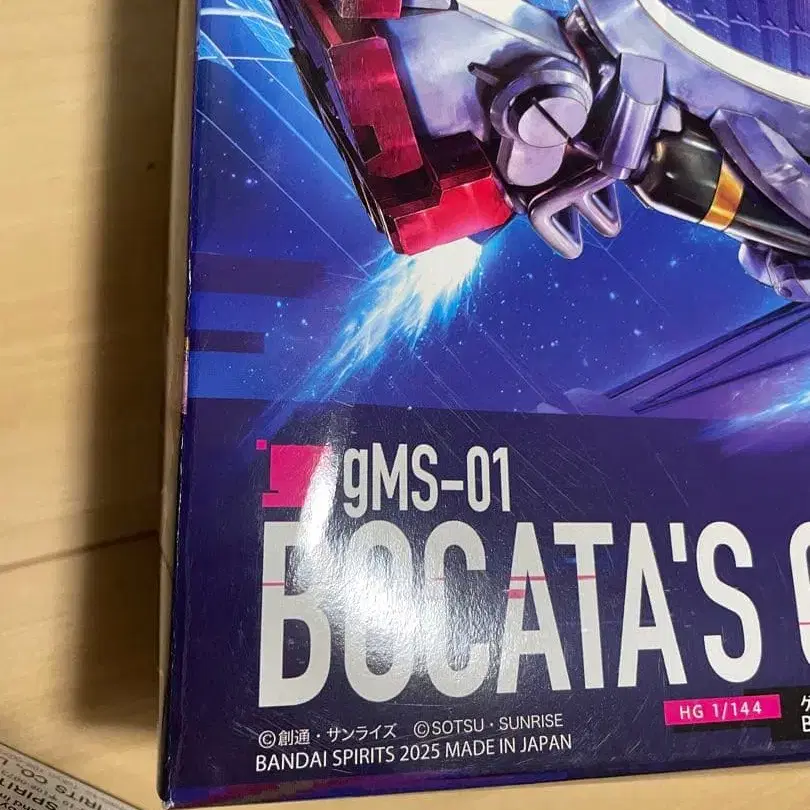 gMS-01
BOCATA'S
HG 1/144
©創通・サンライズ ©SOTSU・SUNRISE
BANDAI SPIRITS 2025 MADE IN JAPAN